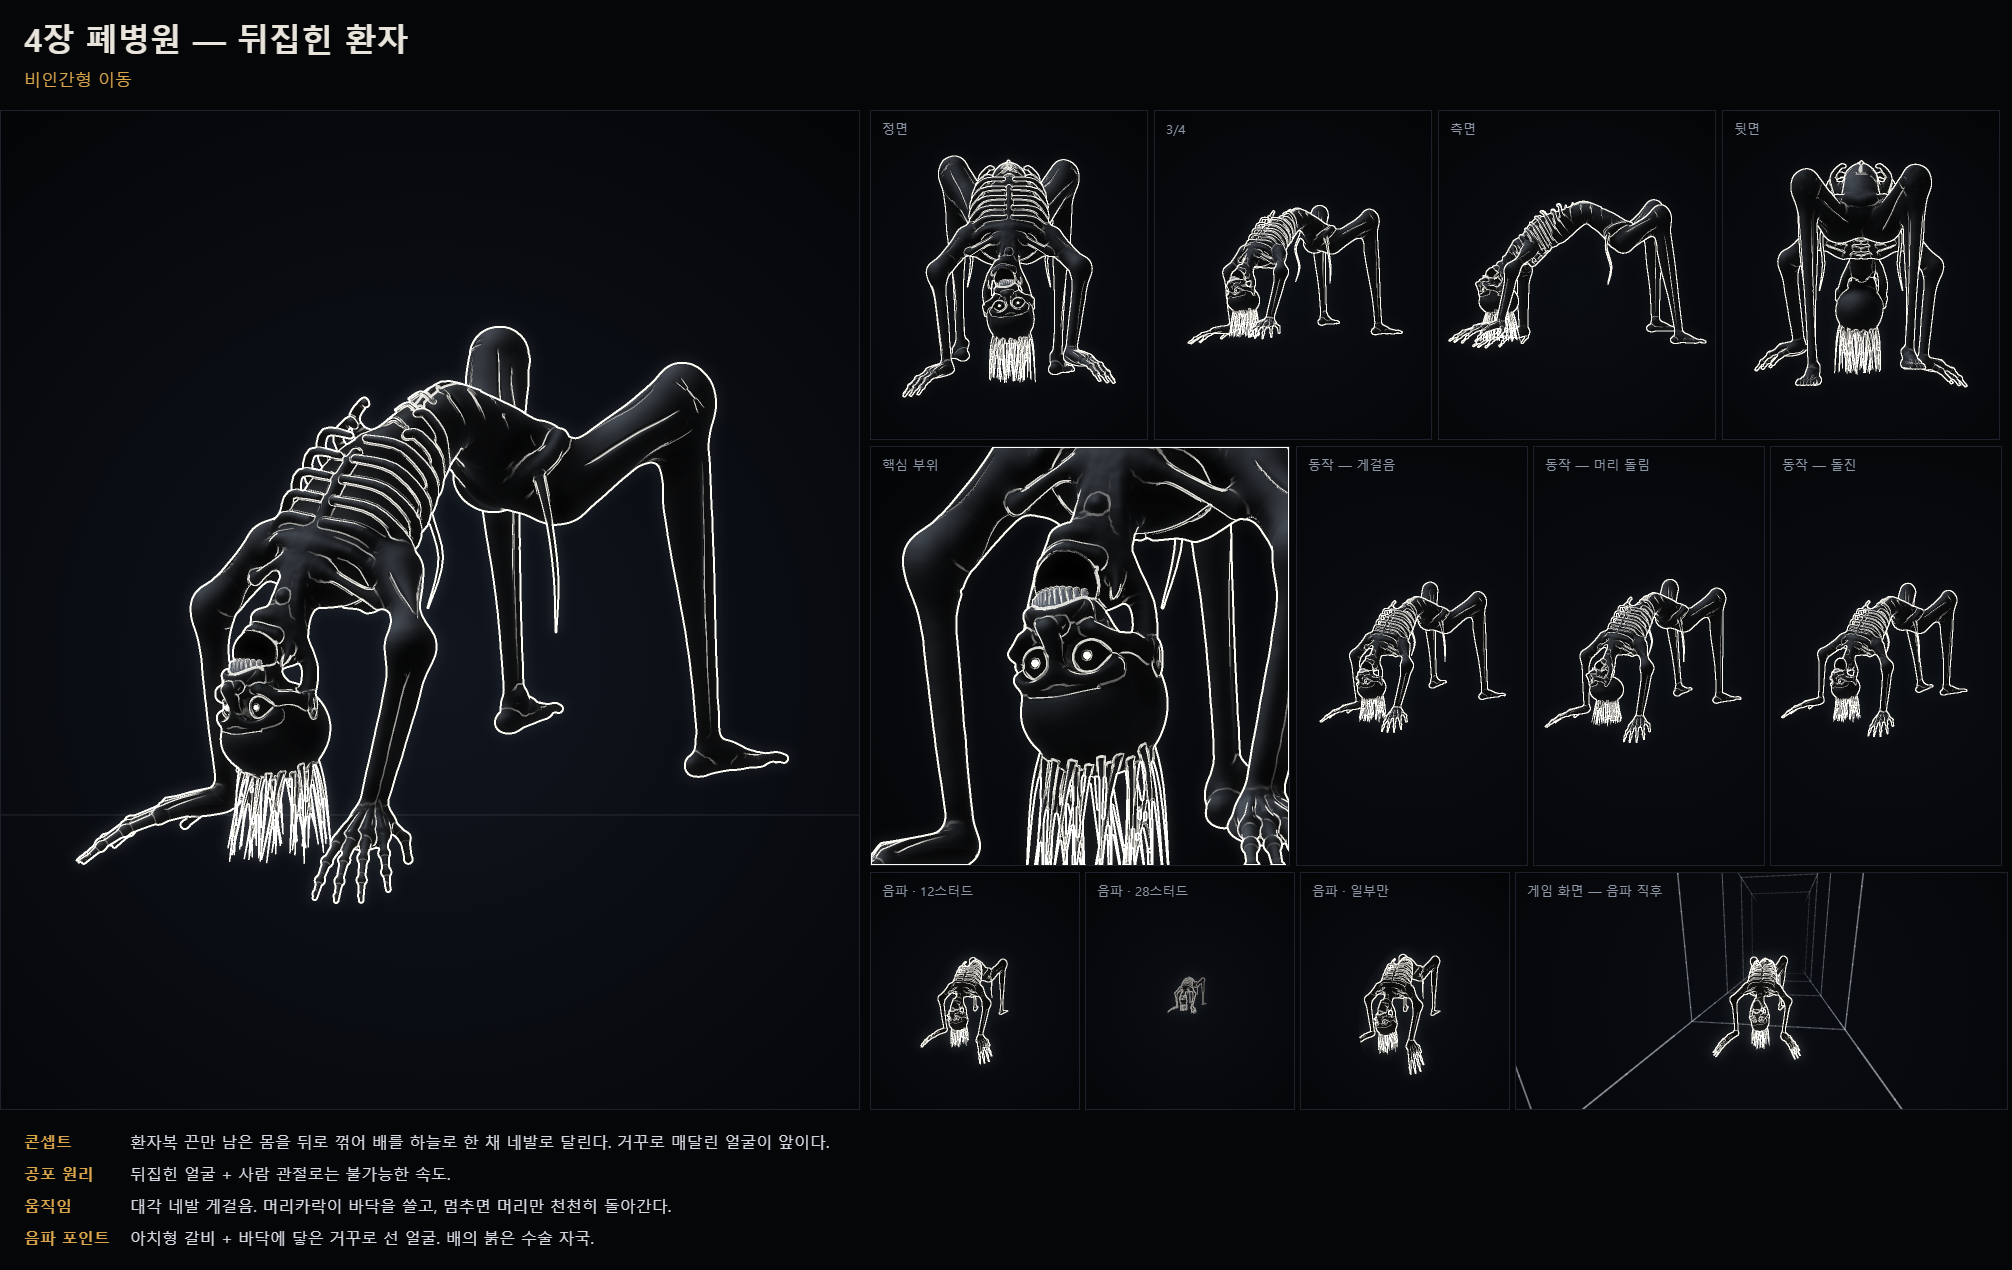 4장 폐병원 — 뒤집힌 환자
비인간형 이동
정면
3/4
측면
뒷면
핵심 부위
동작 — 게걸음
동작 — 머리 돌림
동작 — 돌진
음파 · 12스터드
음파 · 28스터드
음파 · 일부만
게임 화면 — 음파 직후
콘셉트 환자복 끈만 남은 몸을 뒤로 꺾어 배를 하늘로 한 채 네발로 달린다. 거꾸로 매달린 얼굴이 앞이다.
공포 원리 뒤집힌 얼굴 + 사람 관절로는 불가능한 속도.
움직임 대각 네발 게걸음. 머리카락이 바닥을 쓸고, 멈추면 머리만 천천히 돌아간다.
음파 포인트 아치형 갈비 + 바닥에 닿은 거꾸로 선 얼굴. 배의 붉은 수술 자국.